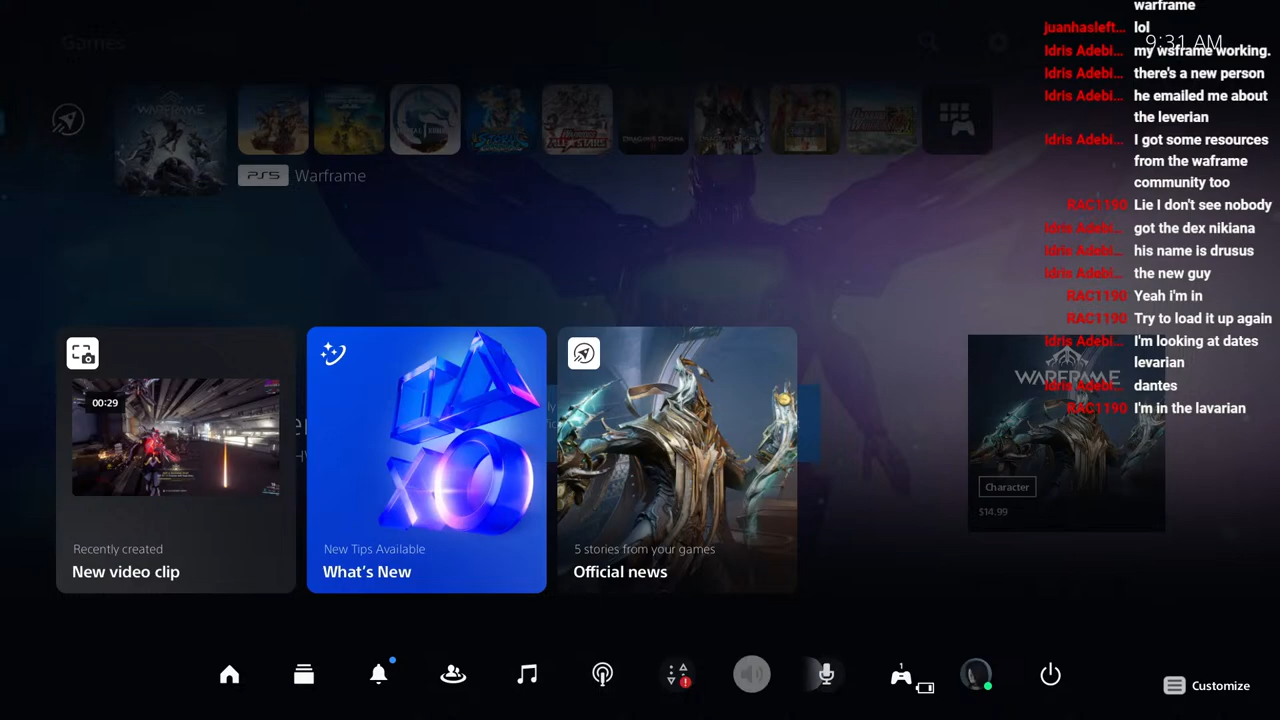 Games
9:31 AM
WARFRAME
PS5 Warframe
warframe
juanhasleft... lol
Idris Adebi... my wsframe working.
Idris Adebi... there's a new person
Idris Adebi... he emailed me about
the leverian
Idris Adebi... I got some resources
from the waframe
community too
RAC1190 Lie I don't see nobody
Idris Adebi... got the dex nikiana
Idris Adebi... his name is drusus
Idris Adebi... the new guy
RAC1190 Yeah i'm in
RAC1190 Try to load it up again
Idris Adebi... I'm looking at dates
levarian
Idris Adebi... dantes
RAC1190 I'm in the lavarian
WARFRAME
Character
$14.99
00:29
Recently created
New video clip
New Tips Available
What's New
5 stories from your games
Official news
1
Customize